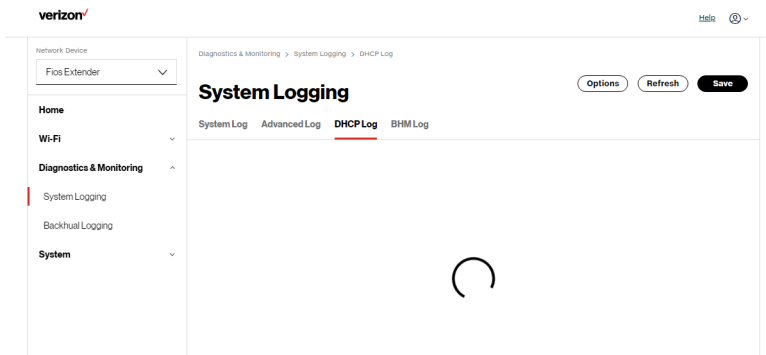 verizon✓
Help
Network Device
Fios Extender
Home
Wi-Fi
Diagnostics & Monitoring
System Logging
Backhual Logging
System
Diagnostics & Monitoring > System Logging > DHCP Log
System Logging
Options Refresh Save
System Log Advanced Log DHCP Log BHM Log